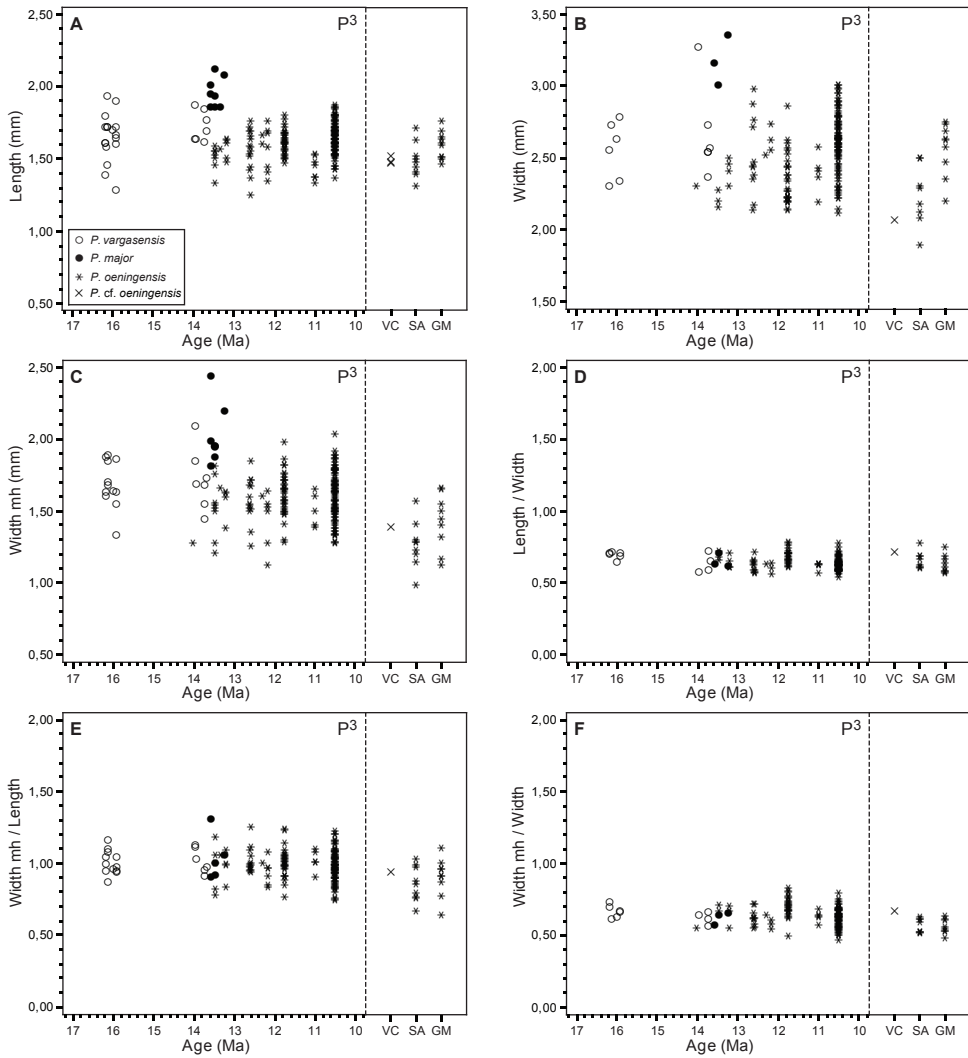 A P3
Length (mm)
2,50
2,00
1,50
1,00
0,50
P. vargasensis
P. major
P. oeningensis
P. cf. oeningensis
17 16 15 14 13 12 11 10 VC SA GM
Age (Ma)
B P3
Width (mm)
3,50
3,00
2,50
2,00
1,50
17 16 15 14 13 12 11 10 VC SA GM
Age (Ma)
C P3
Width mh (mm)
2,50
2,00
1,50
1,00
0,50
17 16 15 14 13 12 11 10 VC SA GM
Age (Ma)
D P3
Length / Width
2,00
1,50
1,00
0,50
0,00
17 16 15 14 13 12 11 10 VC SA GM
Age (Ma)
E P3
Width mh / Length
2,00
1,50
1,00
0,50
0,00
17 16 15 14 13 12 11 10 VC SA GM
Age (Ma)
F P3
Width mh / Width
2,00
1,50
1,00
0,50
0,00
17 16 15 14 13 12 11 10 VC SA GM
Age (Ma)